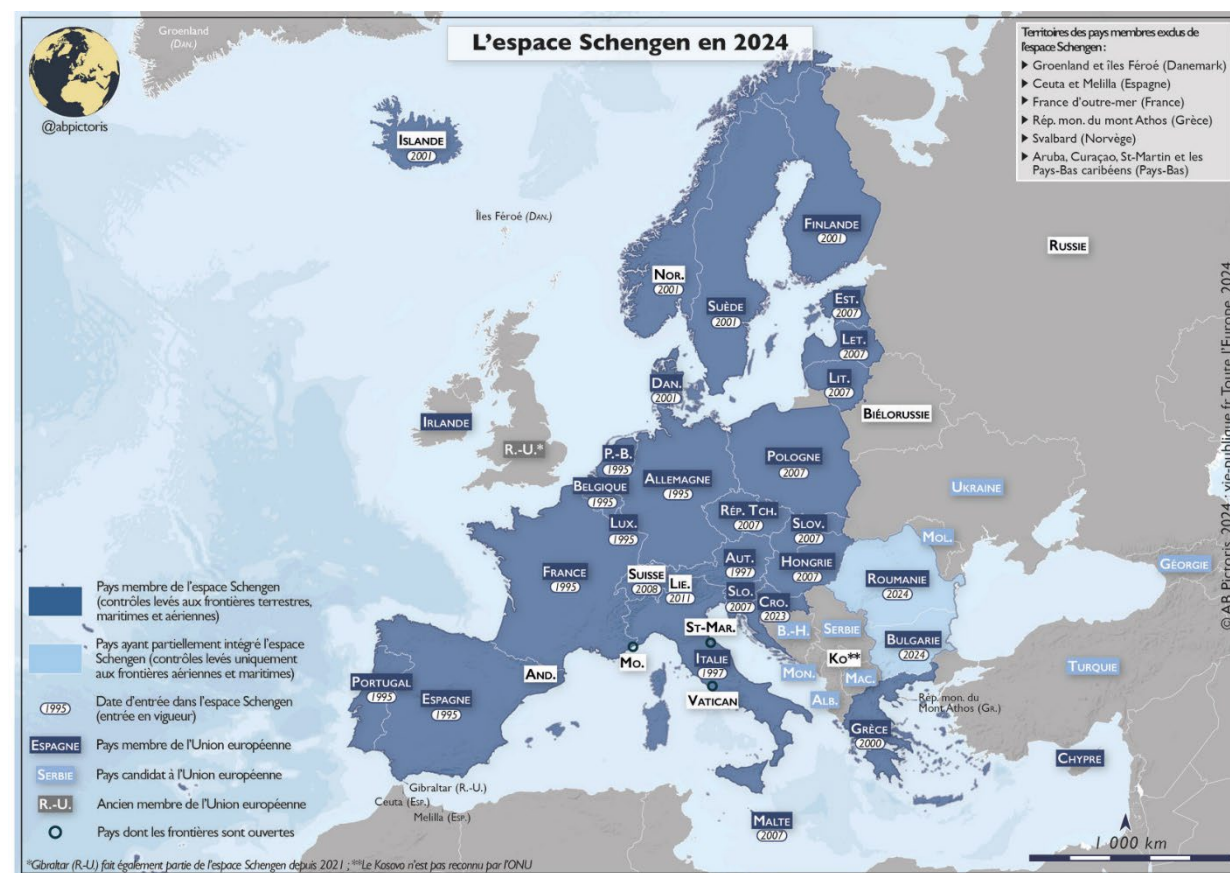 L'espace Schengen en 2024
@abpictoris
Territoires des pays membres exclus de
l'espace Schengen :
▶ Groenland et îles Féroé (Danemark)
▶ Ceuta et Melilla (Espagne)
▶ France d'outre-mer (France)
▶ Rép. mon. du mont Athos (Grèce)
▶ Svalbard (Norvège)
▶ Aruba, Curaçao, St-Martin et les
Pays-Bas caribéens (Pays-Bas)
Groenland
(DAN.)
ISLANDE
2001
Îles Féroé (DAN.)
FINLANDE
2001
RUSSIE
NOR.
2001
SUÈDE
2001
EST.
2007
LET.
2007
LIT.
2007
DAN.
2001
BIÉLORUSSIE
IRLANDE
R.-U.*
P.-B.
1995
BELGIQUE
1995
ALLEMAGNE
1995
POLOGNE
2007
UKRAINE
LUX.
1995
RÉP. TCH.
2007
SLOV.
2007
MOL.
FRANCE
1995
SUISSE
2008
LIE.
2011
AUT.
1997
HONGRIE
2007
ROUMANIE
2024
GÉORGIE
SLO.
2007
CRO.
2023
B.-H.
SERBIE
BULGARIE
2024
ST-MAR.
MO.
ITALIE
1997
KO**
MON.
MAC.
TURQUIE
AND.
VATICAN
ALB.
PORTUGAL
1995
ESPAGNE
1995
Rép. mon. du
Mont Athos (GR.)
GRÈCE
2000
CHYPRE
Gibraltar (R.-U.)
Ceuta (ESP.)
Melilla (ESP.)
MALTE
2007
Pays membre de l'espace Schengen
(contrôles levés aux frontières terrestres,
maritimes et aériennes)
Pays ayant partiellement intégré l'espace
Schengen (contrôles levés uniquement
aux frontières aériennes et maritimes)
1995 Date d'entrée dans l'espace Schengen
(entrée en vigueur)
ESPAGNE Pays membre de l'Union européenne
SERBIE Pays candidat à l'Union européenne
R.-U. Ancien membre de l'Union européenne
Pays dont les frontières sont ouvertes
1 000 km
*Gibraltar (R.-U.) fait également partie de l'espace Schengen depuis 2021 ; **Le Kosovo n'est pas reconnu par l'ONU
©AB Pictoris, 2024 ; vie-publique.fr, Toute l'Europe, 2024